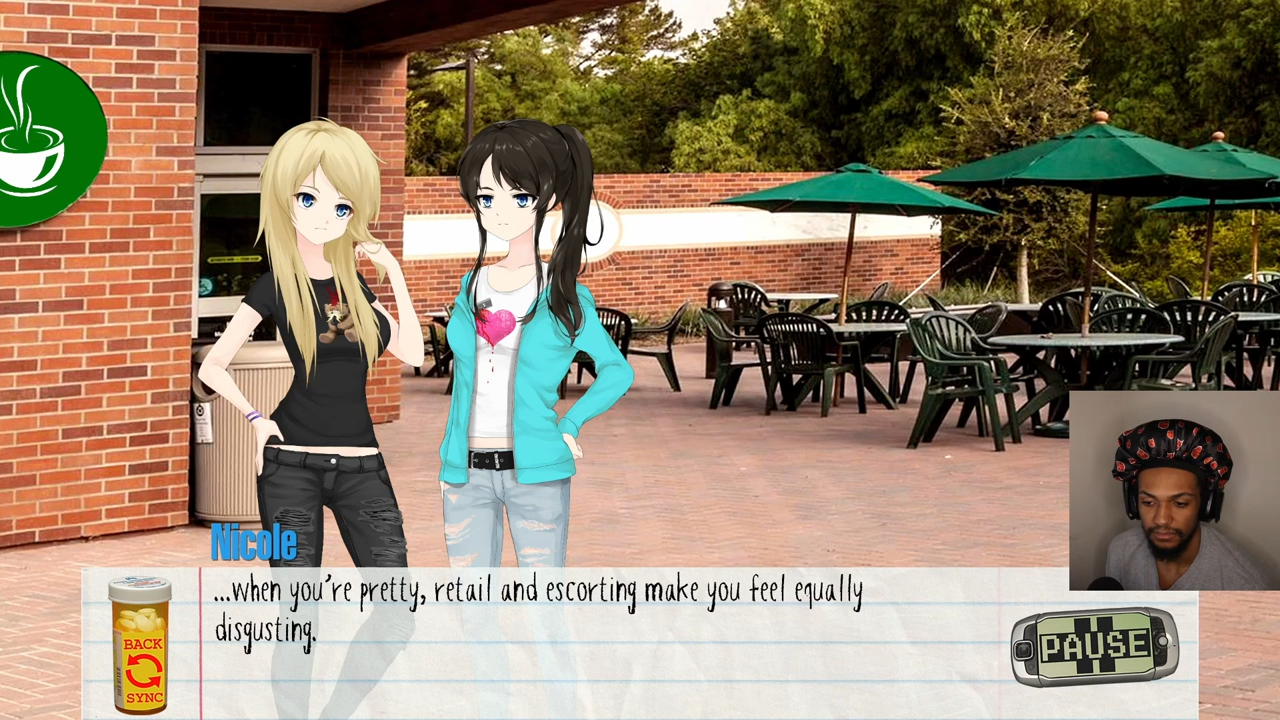 Nicole
...when you're pretty, retail and escorting make you feel equally
disgusting.
BACK
SYNC
PAUSE